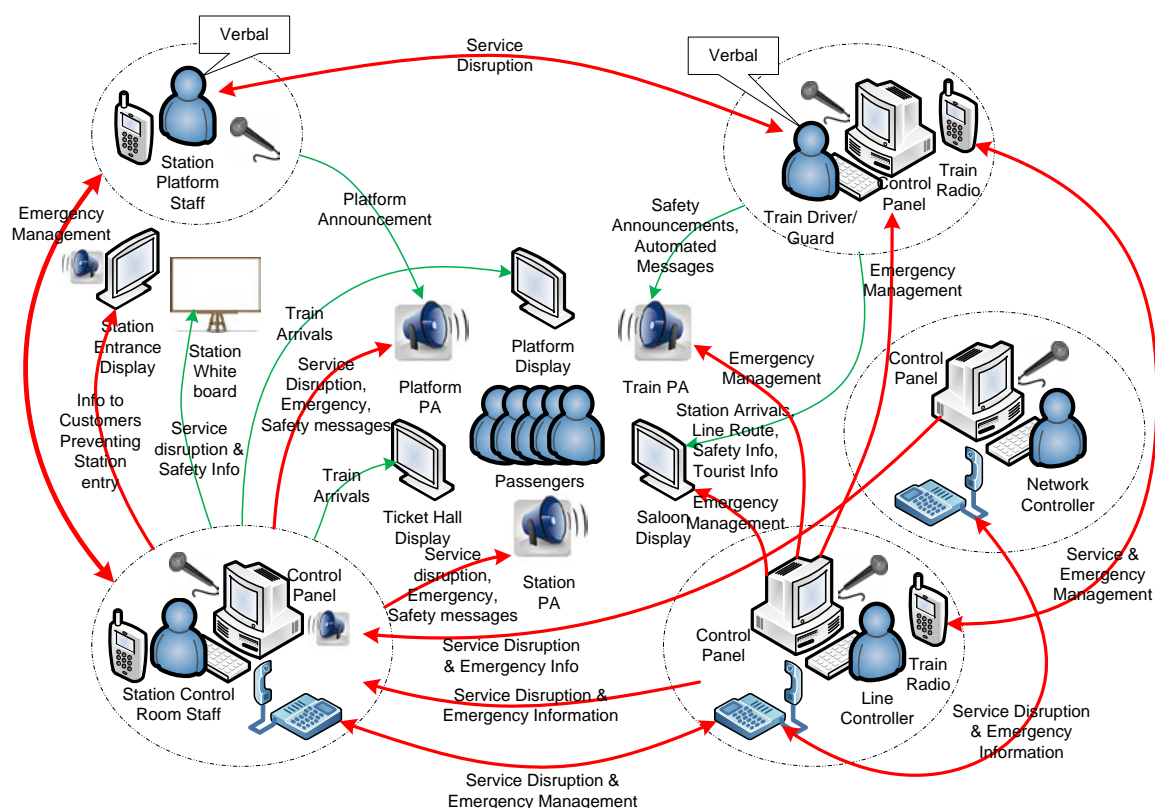 Verbal
Service
Disruption
Verbal
Station
Platform
Staff
Control
Panel
Train
Radio
Train Driver/
Guard
Emergency
Management
Platform
Announcement
Safety
Announcements,
Automated
Messages
Emergency
Management
Station
Entrance
Display
Station
White
board
Train
Arrivals
Platform
Display
Service
Disruption,
Emergency,
Safety messages
Platform
PA
Train PA
Emergency
Management
Control
Panel
Info to
Customers
Preventing
Station
entry
Service
disruption &
Safety Info
Train
Arrivals
Passengers
Station Arrivals,
Line Route,
Safety Info,
Tourist Info
Network
Controller
Ticket Hall
Display
Saloon
Display
Emergency
Management
Service
disruption,
Emergency,
Safety messages
Station
PA
Control
Panel
Service &
Emergency
Management
Station Control
Room Staff
Service Disruption
& Emergency Info
Service Disruption &
Emergency Information
Control
Panel
Line
Controller
Train
Radio
Service Disruption
& Emergency
Information
Service Disruption &
Emergency Management